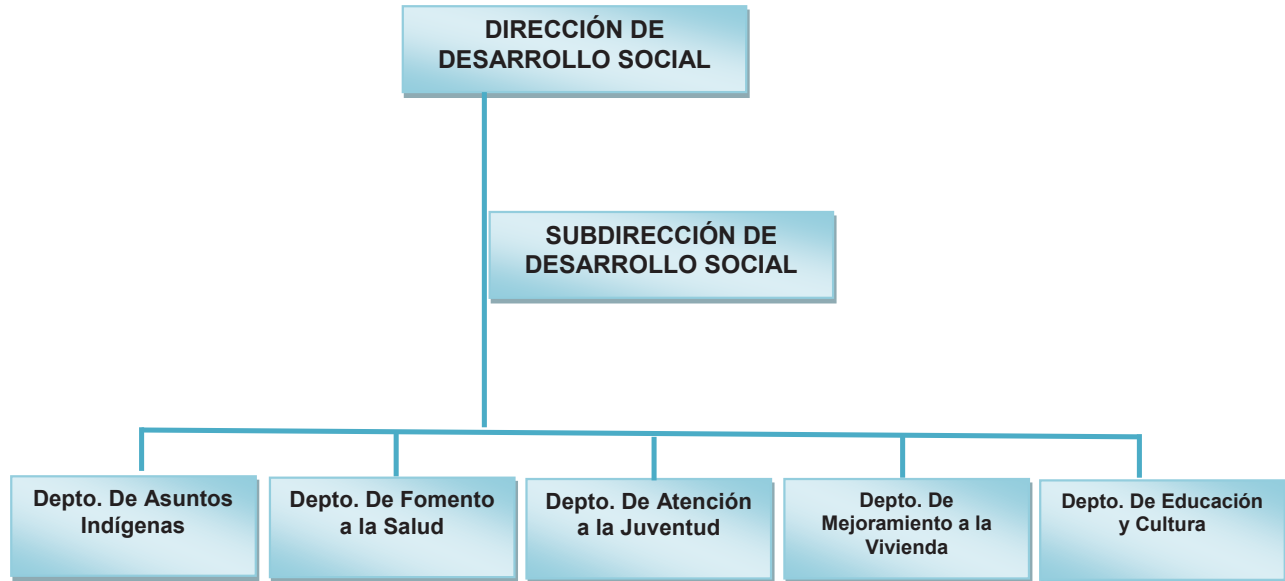 DIRECCIÓN DE
DESARROLLO SOCIAL
SUBDIRECCIÓN DE
DESARROLLO SOCIAL
Depto. De Asuntos
Indígenas
Depto. De Fomento
a la Salud
Depto. De Atención
a la Juventud
Depto. De
Mejoramiento a la
Vivienda
Depto. De Educación
y Cultura